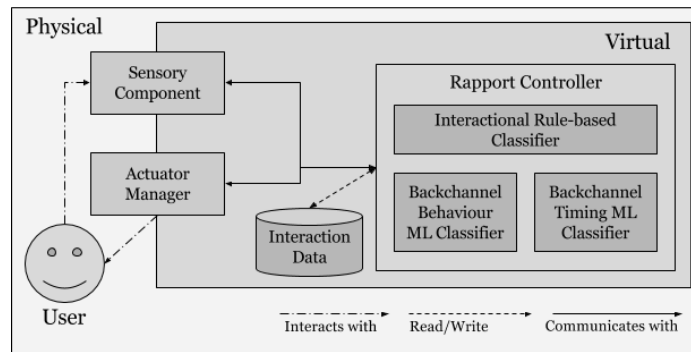 Physical
Virtual
Sensory
Component
Rapport Controller
Interactional Rule-based
Classifier
Actuator
Manager
Backchannel
Behaviour
ML Classifier
Backchannel
Timing ML
Classifier
Interaction
Data
User
Interacts with
Read/Write
Communicates with